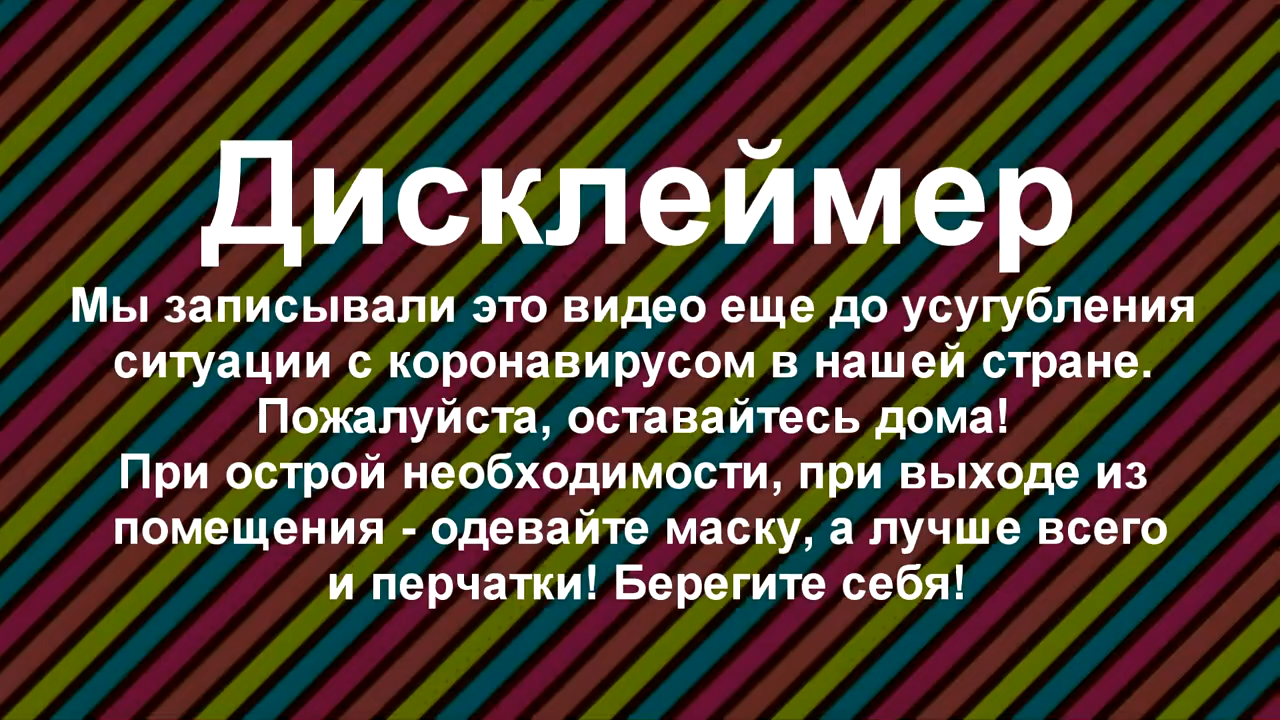 Дисклеймер
Мы записывали это видео еще до усугубления
ситуации с коронавирусом в нашей стране.
Пожалуйста, оставайтесь дома!
При острой необходимости, при выходе из
помещения - одевайте маску, а лучше всего
и перчатки! Берегите себя!